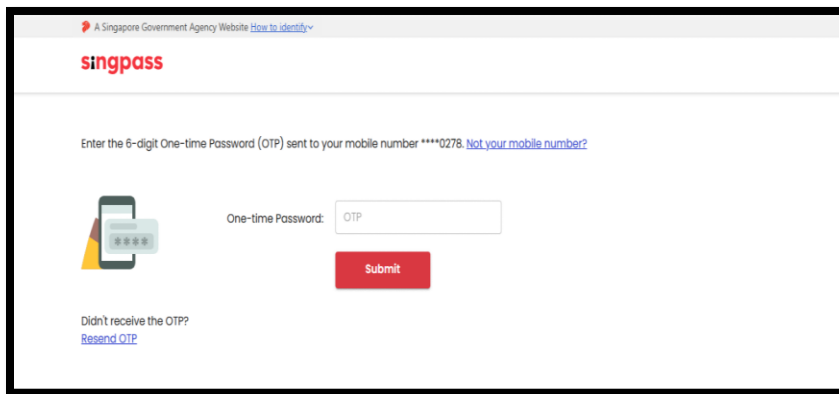 A Singapore Government Agency Website How to identify
singpass
Enter the 6-digit One-time Password (OTP) sent to your mobile number ****0278. Not your mobile number?
One-time Password: OTP
****
Submit
Didn't receive the OTP?
Resend OTP